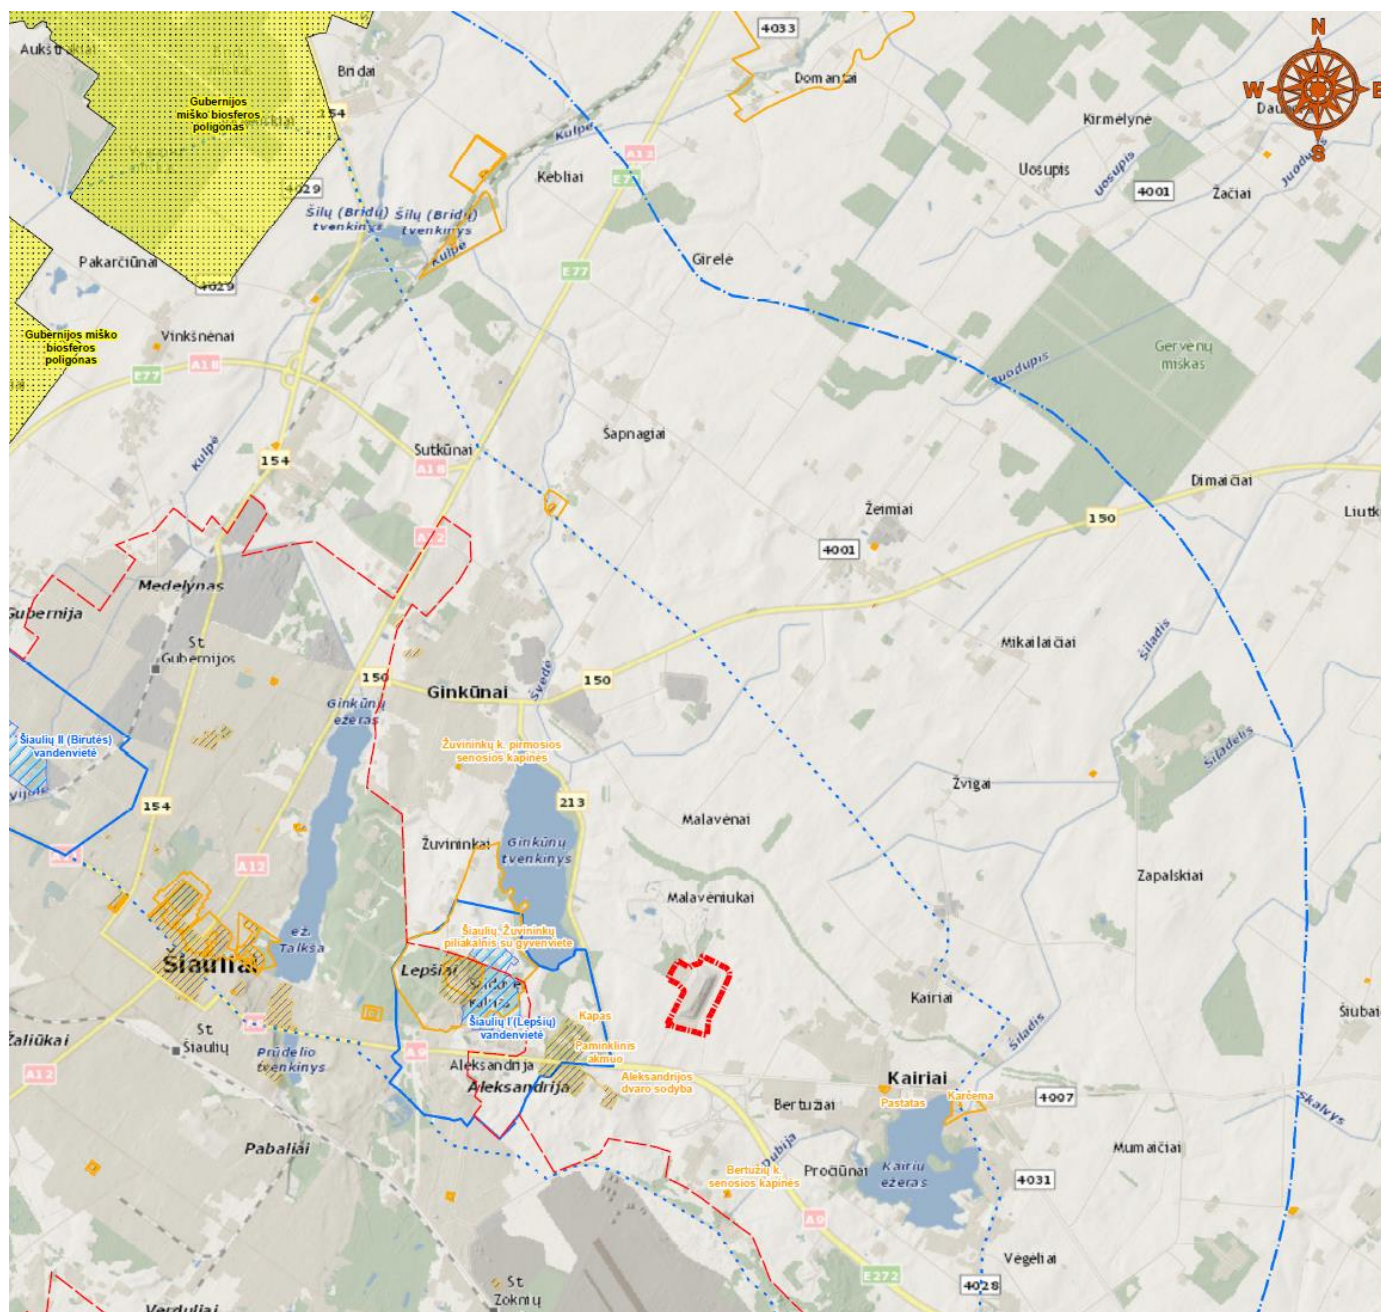 N
W
E
S
4033
Domantai
Bridai
Gubernijos
miško biosferos
poligonas
154
Kulpė
A12
Kirmėlynė
Kebliai
Uosupis
Uosupis
4001
Žačiai
Juodupis
4029
Šilų (Bridų)
tvenkinys
Šilų (Bridų)
tvenkinys
Kulpė
Pakarčiūnai
4029
E77
Girelė
Gubernijos miško
biosferos
poligonas
Vinkšnėnai
A18
E77
Gervėnų
miškas
Juodupis
Kulpė
154
Sutkūnai
A18
Šapnagiai
Dimaičiai
150
Žeimiai
4001
Medelynas
Gubernija
St
Gubernijos
Mikailaičiai
Šiladis
150
Ginkūnai
Švedė
150
Ginkūnų
ežeras
Šiaulių II (Birutės)
vandenvietė
Žuvininkų k. pirmosios
senosios kapinės
Šiladelis
Žvigai
154
213
Malavėnai
Žuvininkai
Ginkūnų
tvenkinys
A12
Malavėniukai
Zapalskiai
ež.
Talkša
Šiauliai
Šiaulių, Žuvininkų
piliakalnis su gyvenviete
Lepšiai
Kairiai
Šiladis
Šiaulių I (Lepšių)
vandenvietė
Kapas
Paminklinis
akmuo
Žaliūkai
St
Šiaulių
Prūdelio
tvenkinys
A9
Aleksandrija
Aleksandrija
Aleksandrijos
dvaro sodyba
A12
Kairiai
Pastatas
Karčema
4007
Bertužiai
Skalvys
Pabaliai
Dubija
Mumaičiai
Bertužių k.
senosios kapinės
Pročiūnai
Kairių
ežeras
4031
A9
Vėgėliai
E272
4028
St
Zoknių
Verduliai